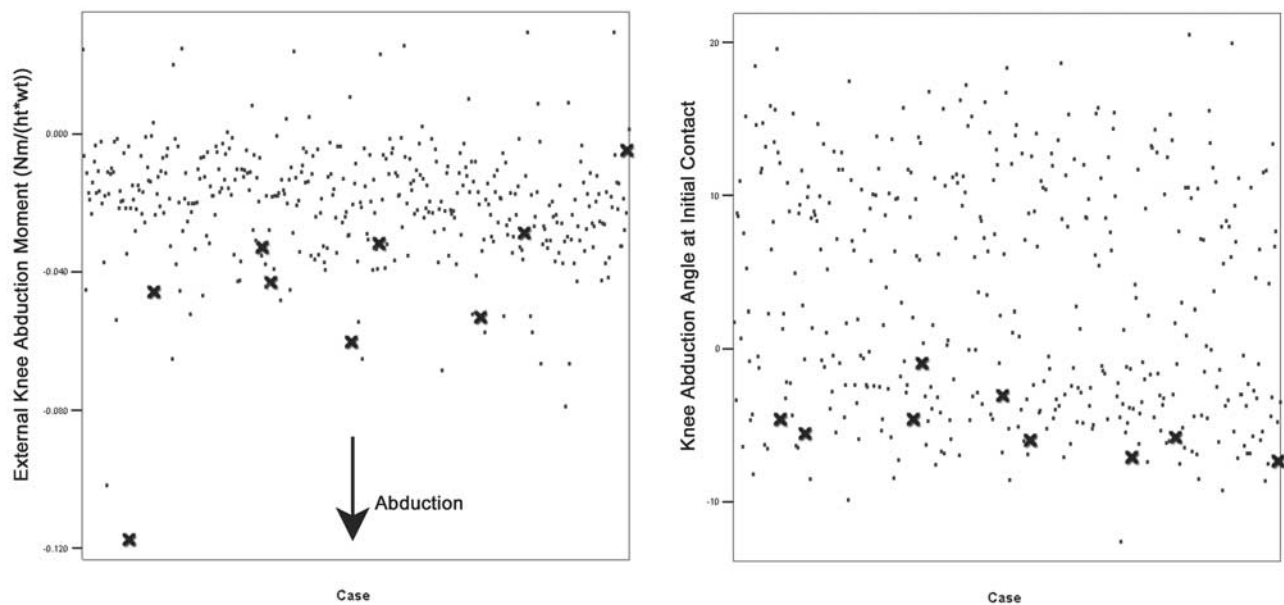 External Knee Abduction Moment (Nm/(ht*wt))
0.000
-0.040
-0.080
-0.120
Abduction
Case
Knee Abduction Angle at Initial Contact
20
10
0
-10
Case